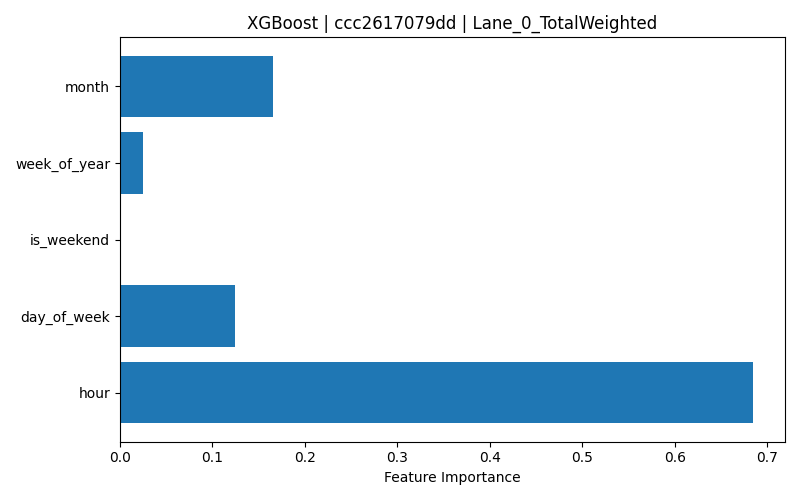 XGBoost | ccc2617079dd | Lane_0_TotalWeighted
month
week_of_year
is_weekend
day_of_week
hour
0.0 0.1 0.2 0.3 0.4 0.5 0.6 0.7
Feature Importance